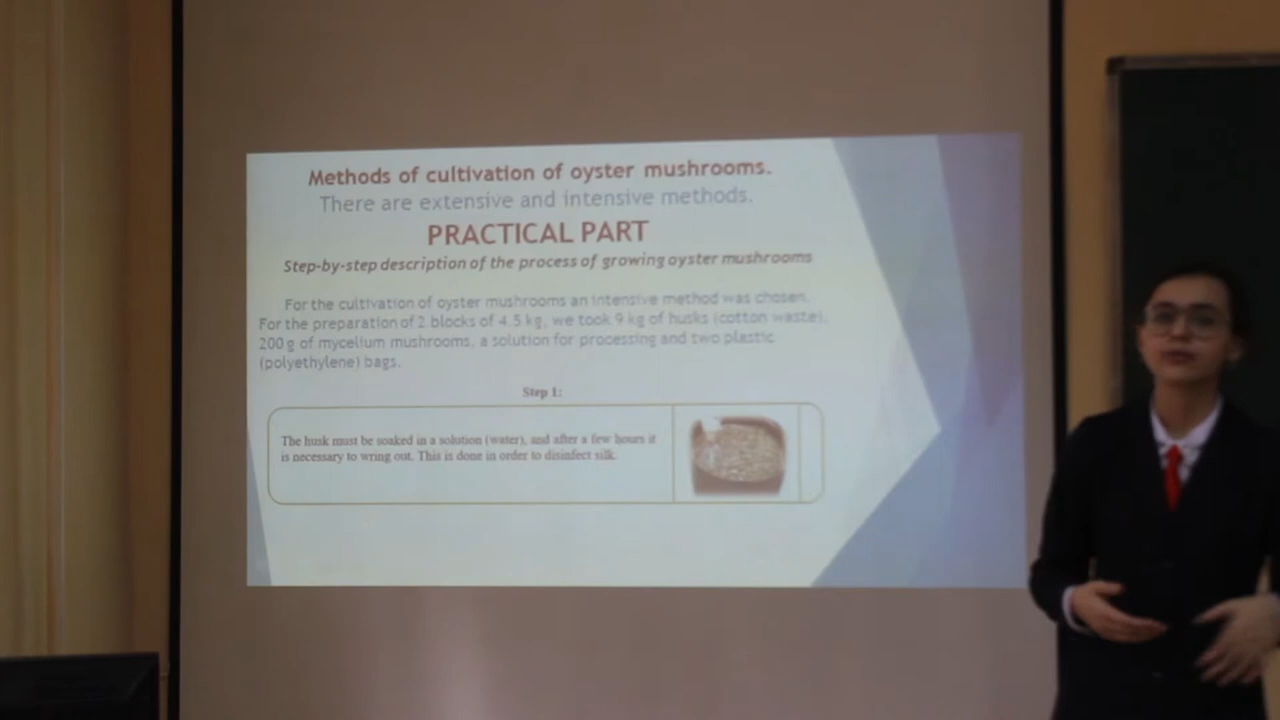 Methods of cultivation of oyster mushrooms.
There are extensive and intensive methods.
PRACTICAL PART
Step-by-step description of the process of growing oyster mushrooms
For the cultivation of oyster mushrooms an intensive method was chosen.
For the preparation of 2 blocks of 4.5 kg, we took 9 kg of husks (cotton waste),
200 g of mycelium mushrooms, a solution for processing and two plastic
(polyethylene) bags.
Step 1:
The husk must be soaked in a solution (water), and after a few hours it
is necessary to wring out. This is done in order to disinfect silk.